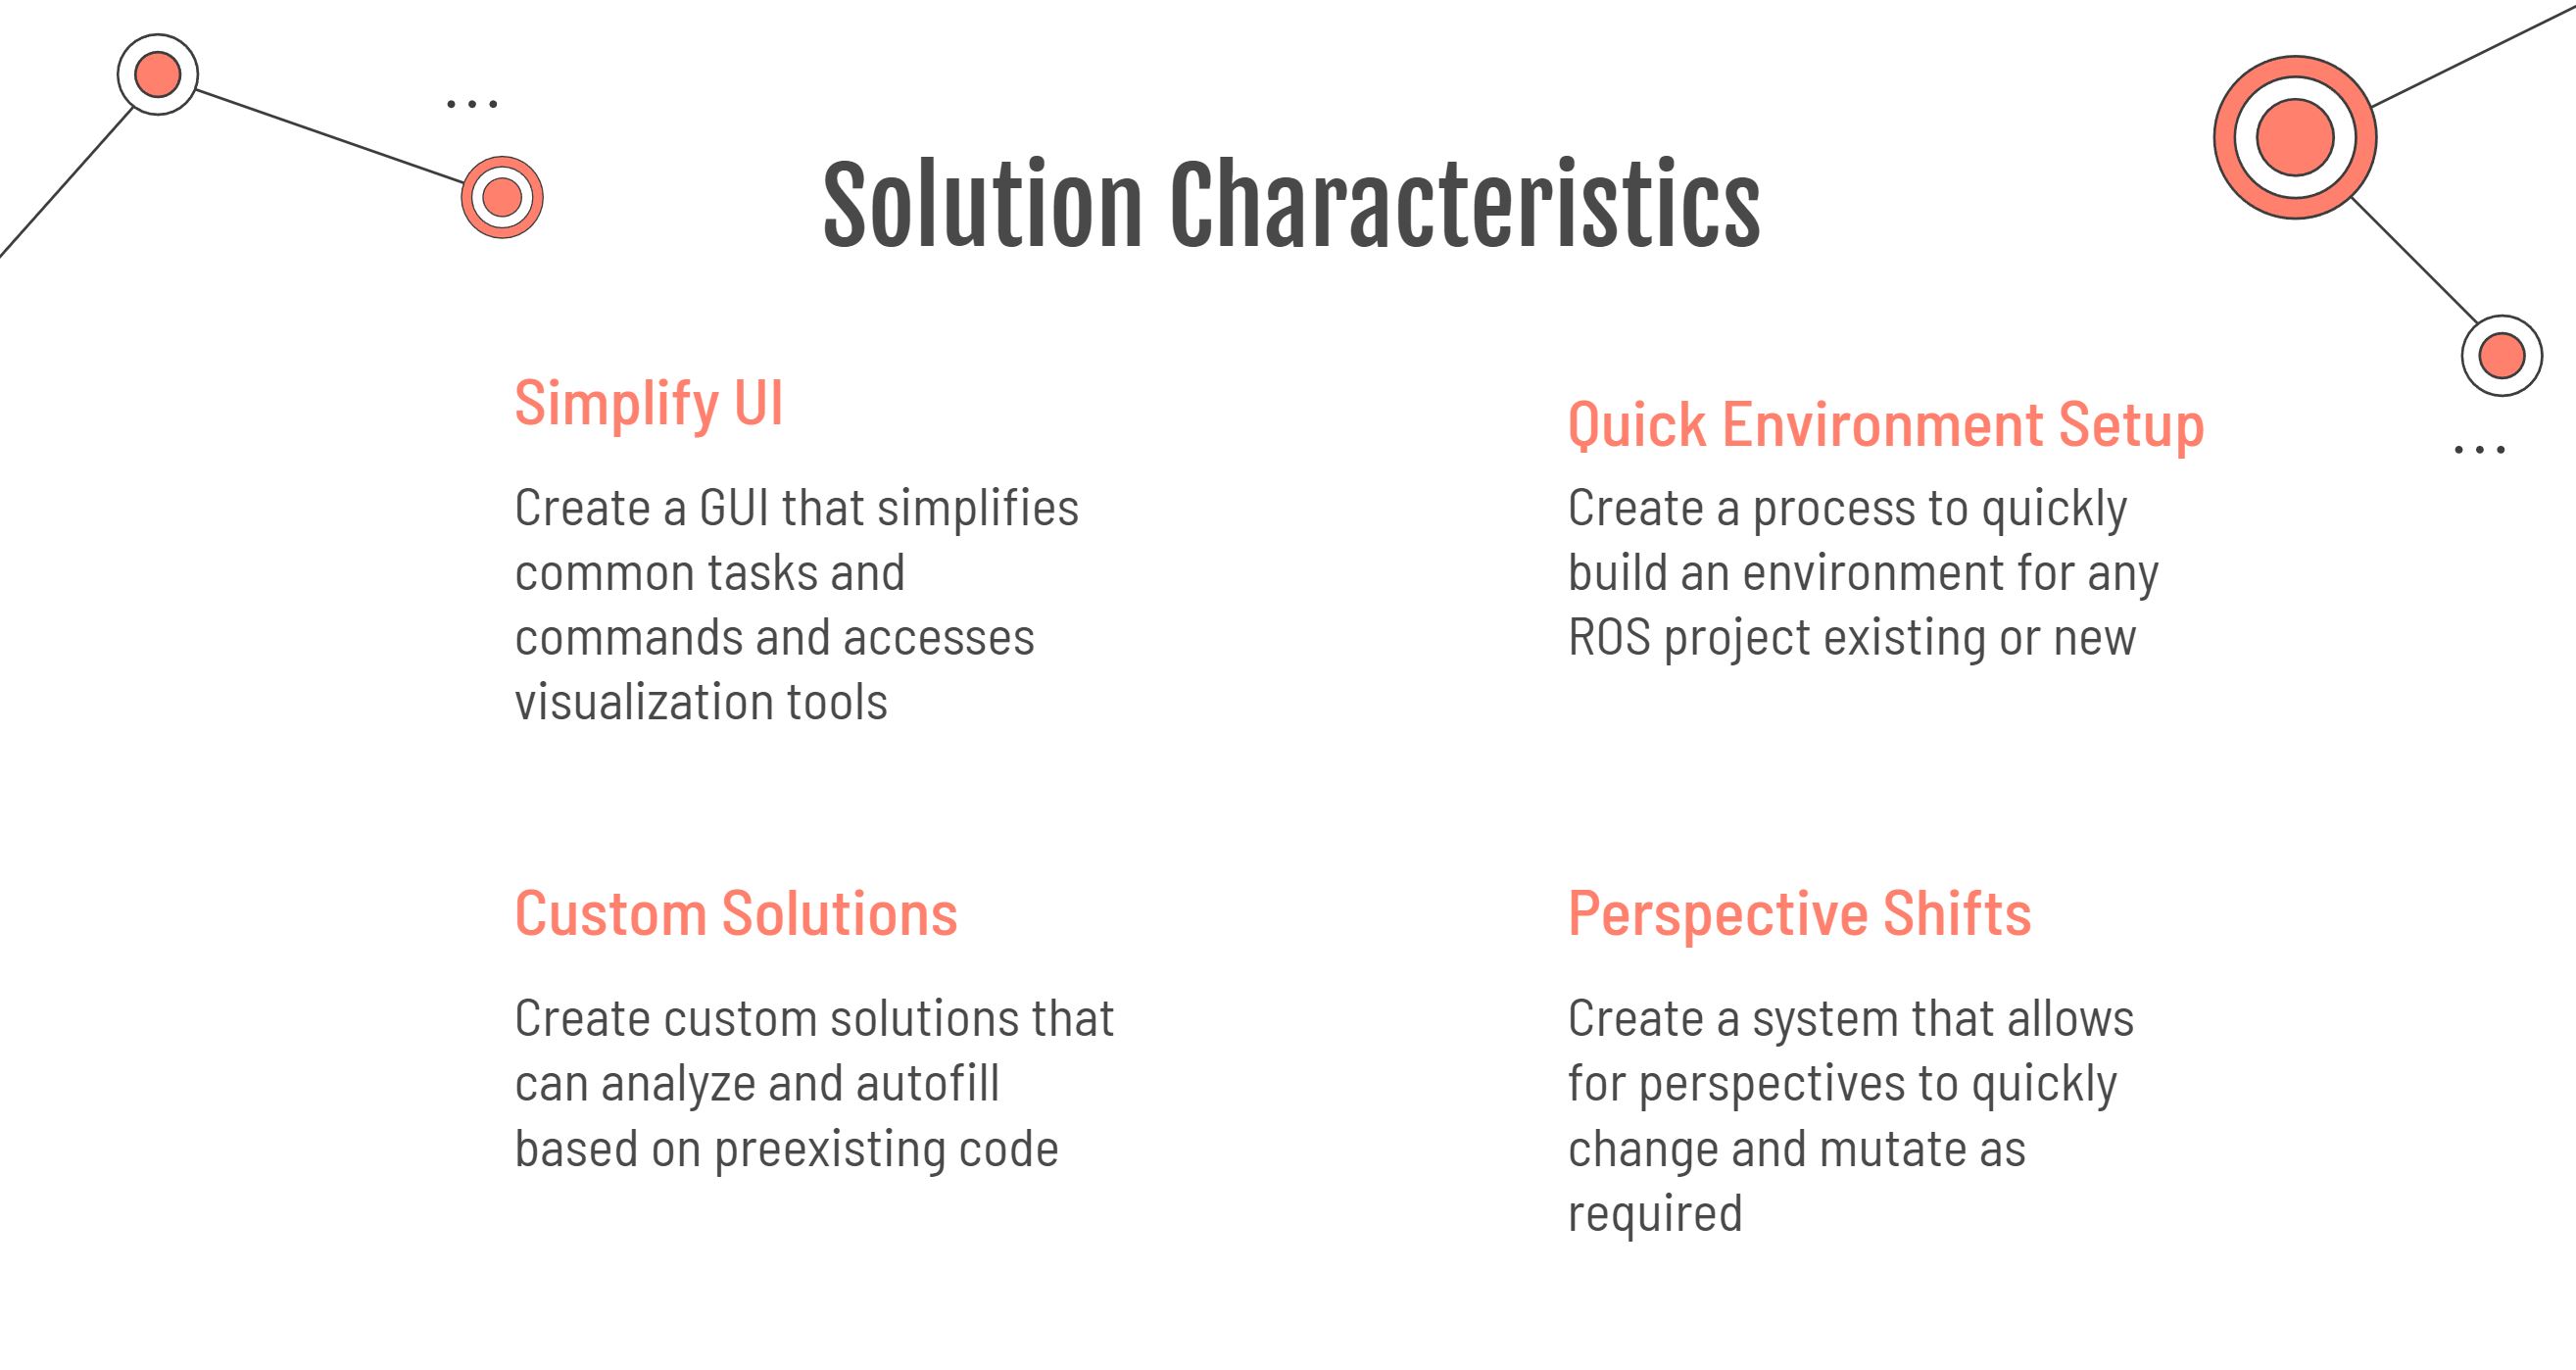 Solution Characteristics
Simplify UI
Create a GUI that simplifies
common tasks and
commands and accesses
visualization tools
Quick Environment Setup
Create a process to quickly
build an environment for any
ROS project existing or new
Custom Solutions
Create custom solutions that
can analyze and autofill
based on preexisting code
Perspective Shifts
Create a system that allows
for perspectives to quickly
change and mutate as
required